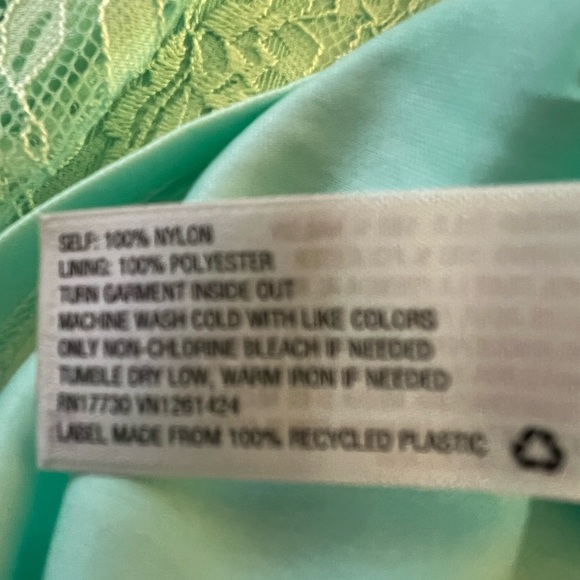 SELF: 100% NYLON
LINING: 100% POLYESTER
TURN GARMENT INSIDE OUT
MACHINE WASH COLD WITH LIKE COLORS
ONLY NON-CHLORINE BLEACH IF NEEDED
TUMBLE DRY LOW, WARM IRON IF NEEDED
RN17730 VN1261424
LABEL MADE FROM 100% RECYCLED PLASTIC